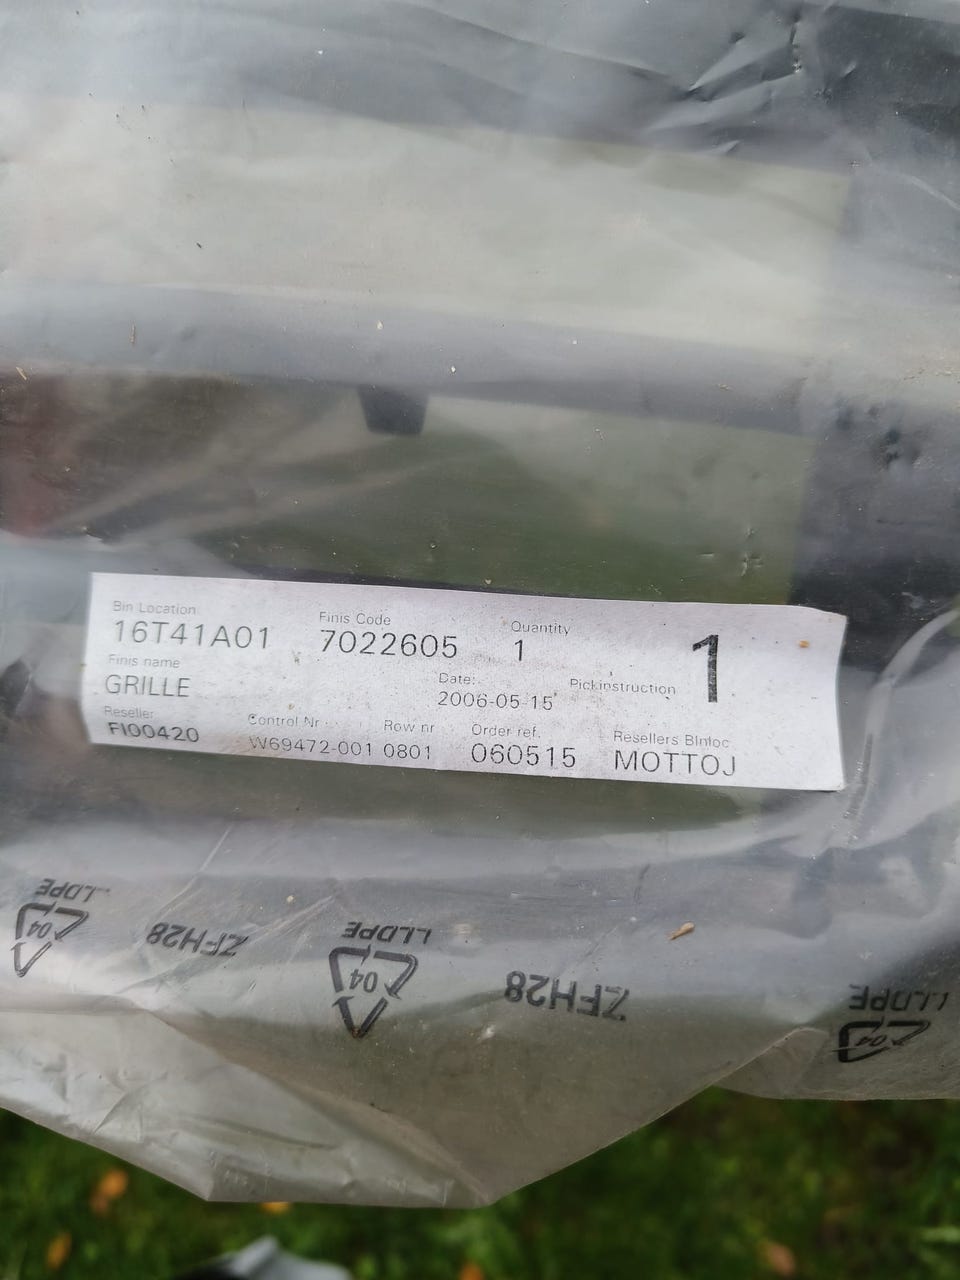 Bin Location Finis Code Quantity
16T41A01 7022605 1 1
Finis name Date: Pickinstruction
GRILLE 2006-05-15
Reseller Control Nr Row nr Order ref. Resellers Binloc
FI00420 W69472-001 0801 060515 MOTTOJ
LLDPE LLDPE LLDPE
04 ZFH28 04 ZFH28 04